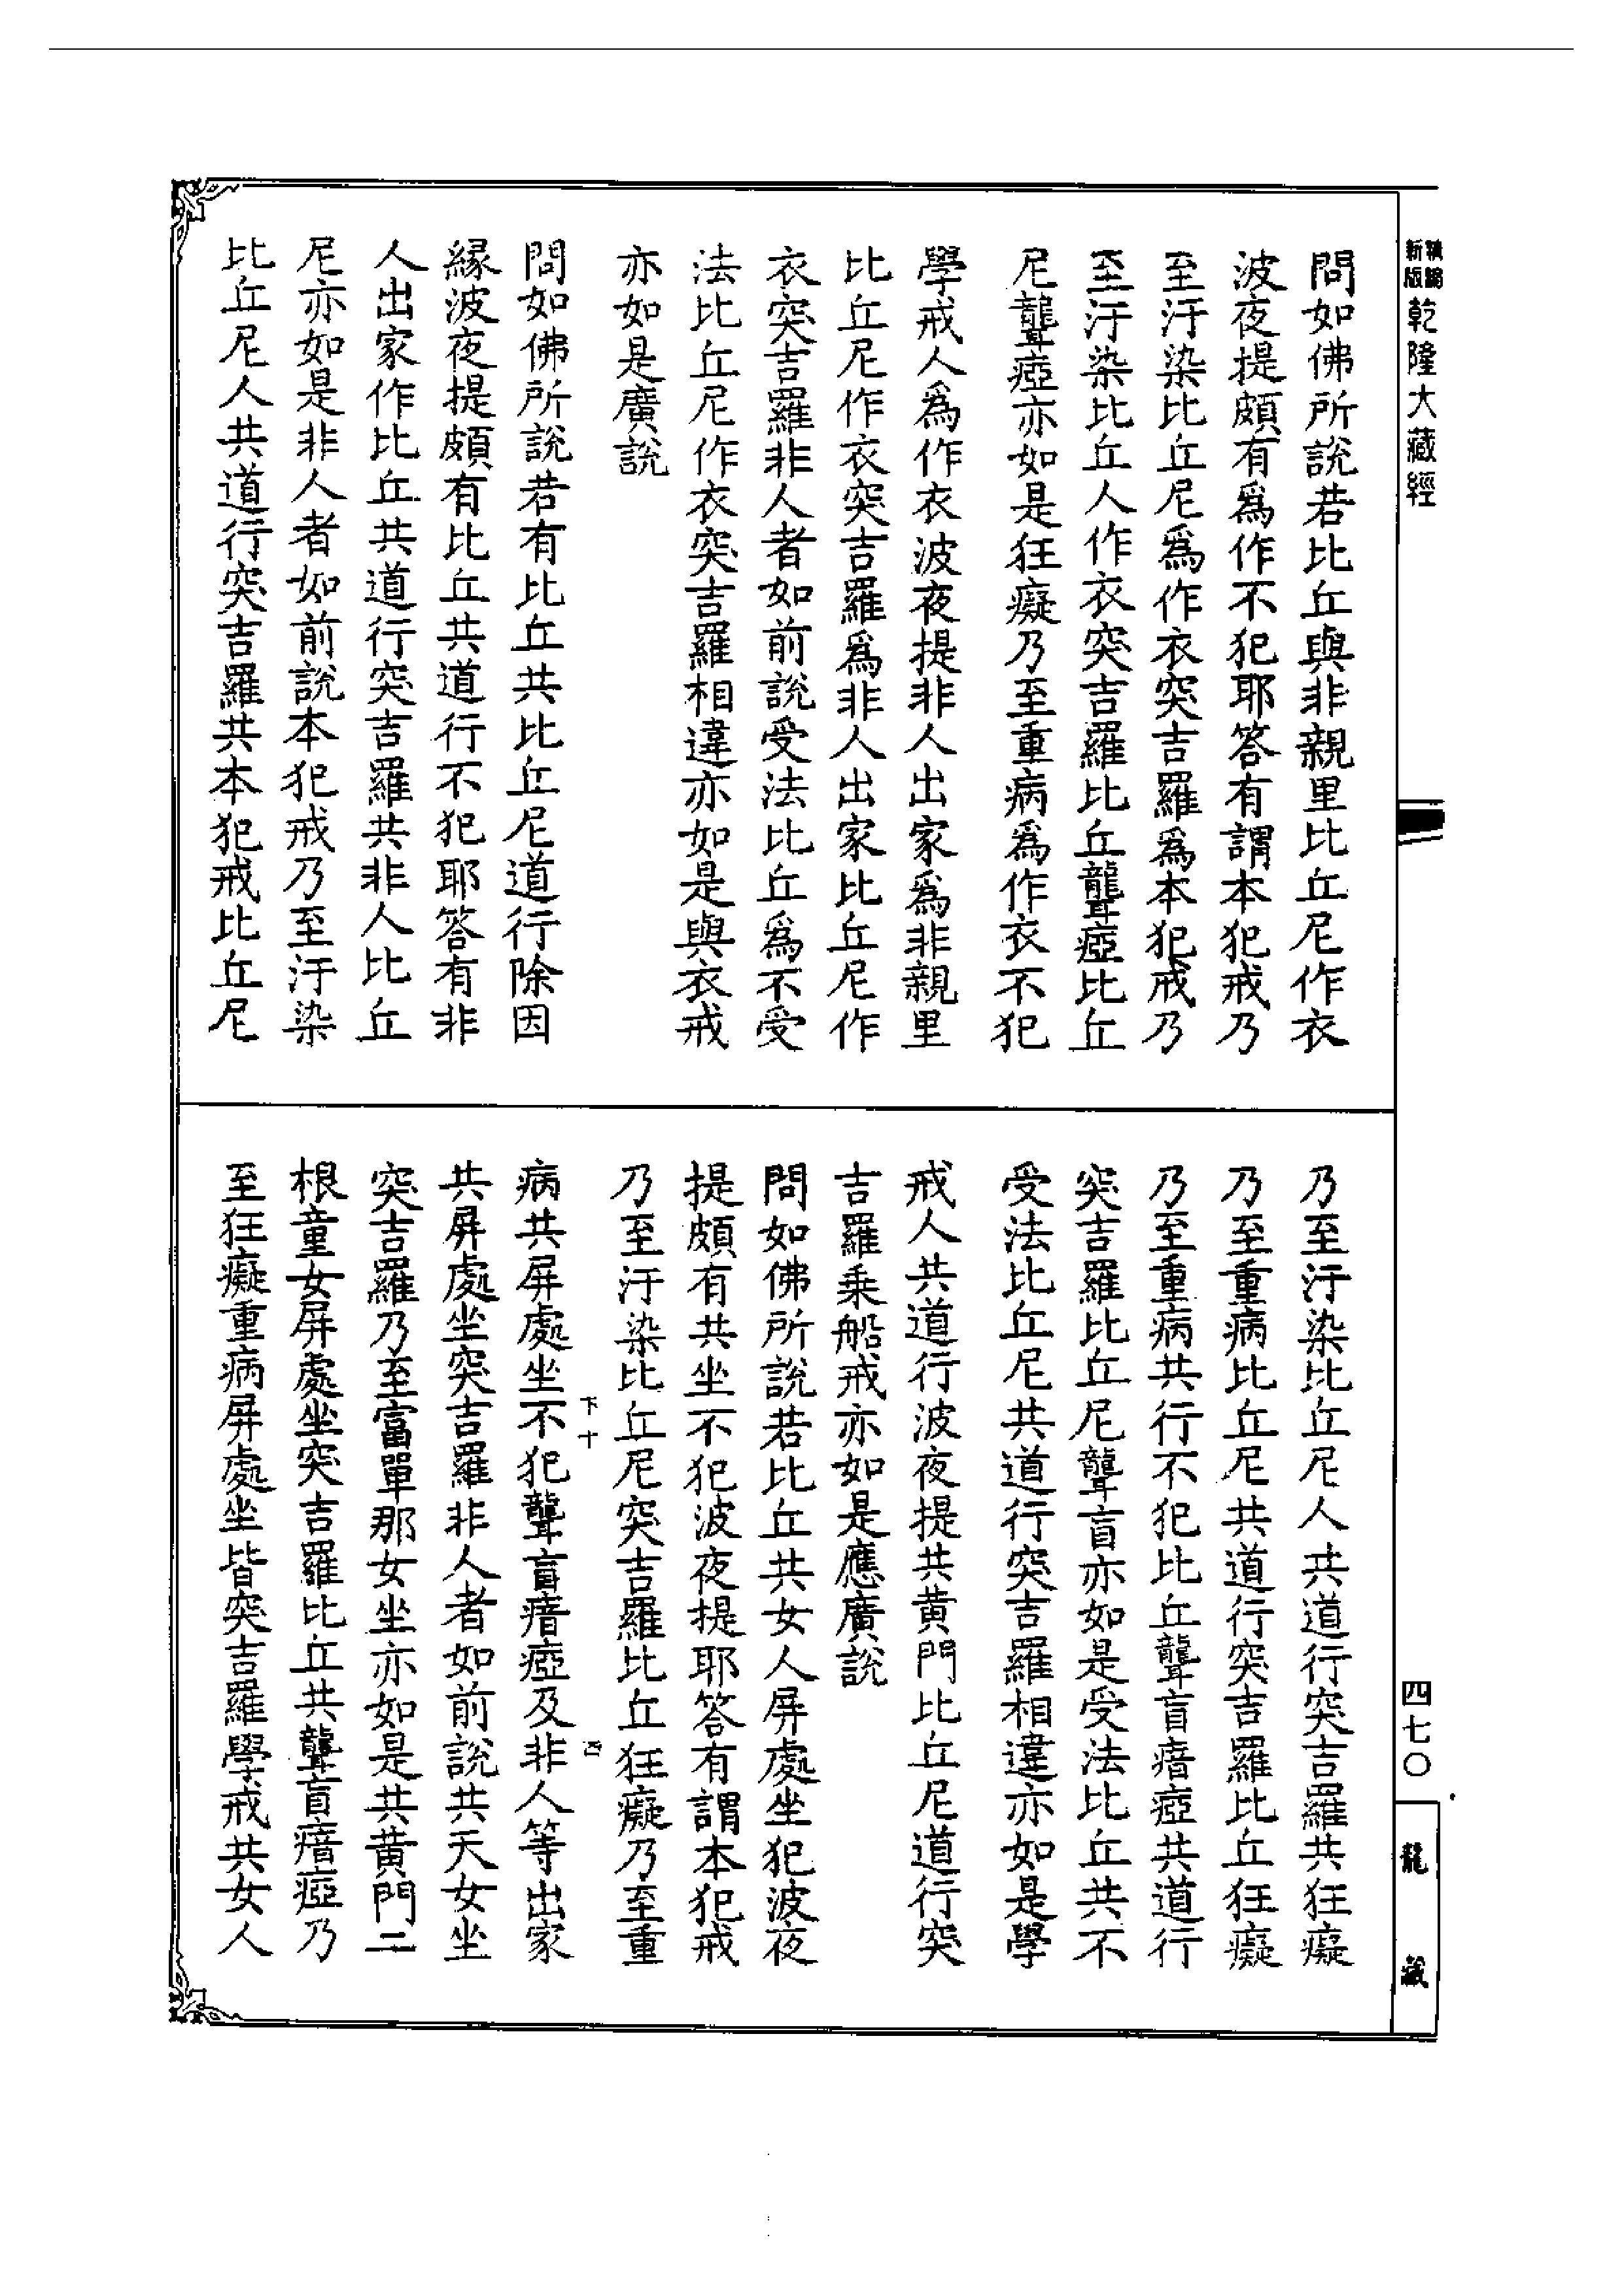 新編
新版
乾隆大藏經
問如佛所說若比丘與非親里比丘尼作衣
波夜提頗有爲作不犯耶答有謂本犯戒乃
至汙染比丘尼爲作衣突吉羅爲本犯戒乃
至汙染比丘人作衣突吉羅比丘聾瘂比丘
尼聾瘂亦如是狂癡乃至重病爲作衣不犯
學戒人爲作衣波夜提非人出家爲非親里
比丘尼作衣突吉羅爲非人出家比丘尼作
衣突吉羅非人者如前說受法比丘爲不受
法比丘尼作衣突吉羅相違亦如是與衣戒
亦如是廣說
問如佛所說若有比丘共比丘尼道行除因
緣波夜提頗有比丘共道行不犯耶答有非
人出家作比丘共道行突吉羅共非人比丘
尼亦如是非人者如前說本犯戒乃至汙染
比丘尼人共道行突吉羅共本犯戒比丘尼
乃至汙染比丘尼人共道行突吉羅共狂癡
乃至重病比丘尼共道行突吉羅比丘狂癡
乃至重病共行不犯比丘聾盲瘖瘂共道行
突吉羅比丘尼聾盲亦如是受法比丘共不
受法比丘尼共道行突吉羅相違亦如是學
戒人共道行波夜提共黄門比丘尼道行突
吉羅乘船戒亦如是應廣說
問如佛所說若比丘共女人屏處坐犯波夜
提頗有共坐不犯波夜提耶答有謂本犯戒
乃至汙染比丘尼突吉羅比丘狂癡乃至重
下十
四
病共屏處坐不犯聾盲瘖瘂及非人等出家
共屏處坐突吉羅非人者如前說共天女坐
突吉羅乃至富單那女坐亦如是共黄門二
根童女屏處坐突吉羅比丘共聾盲瘖瘂乃
至狂癡重病屏處坐皆突吉羅學戒共女人
四七〇
龍藏